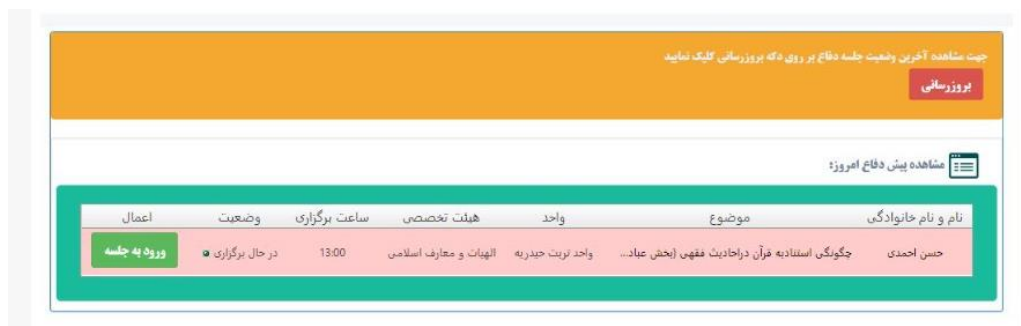 جهت مشاهده آخرین وضعیت جلسه دفاع بر روی دکه بروزرسانی کلیک نمایید
بروزرسانی
مشاهده پیش دفاع امروز:
نام و نام خانوادگی موضوع واحد هیئت تخصصی ساعت برگزاری وضعیت اعمال
حسن احمدی چگونگی استنادبه قرآن دراحادیث فقهی (بخش عباد... واحد تربت حیدریه الهیات و معارف اسلامی 13:00 در حال برگزاری ورود به جلسه